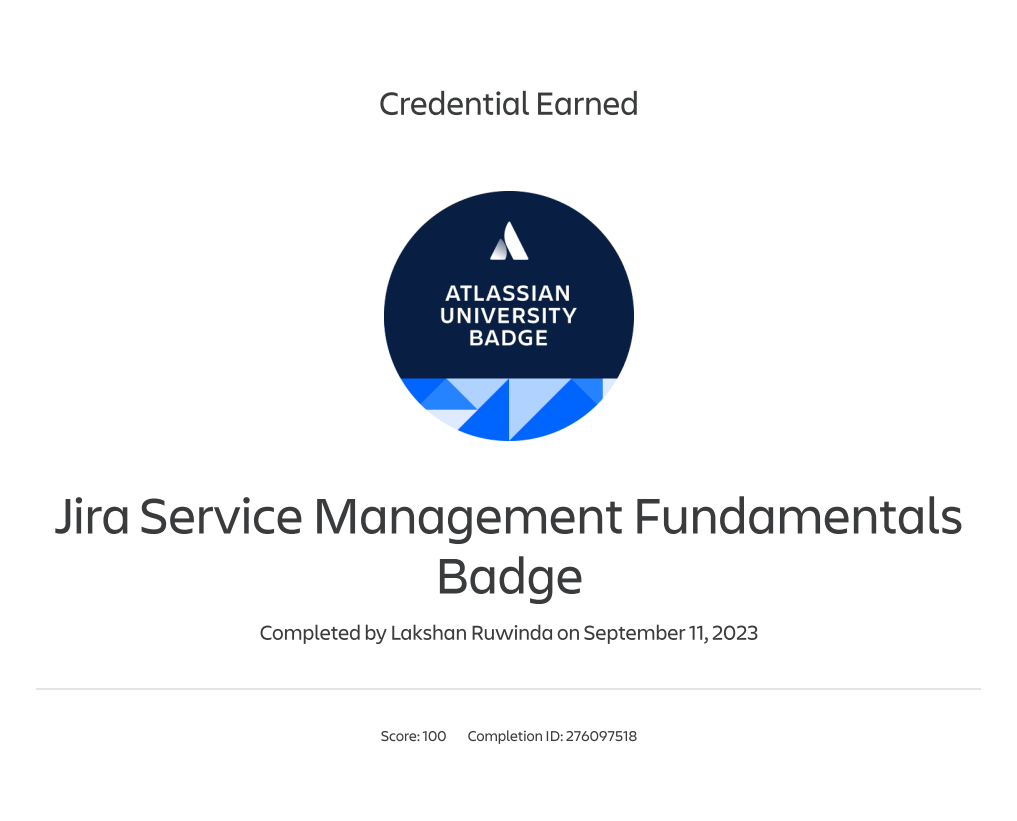 Credential Earned
ATLASSIAN
UNIVERSITY
BADGE
Jira Service Management Fundamentals
Badge
Completed by Lakshan Ruwinda on September 11, 2023
Score: 100 Completion ID: 276097518